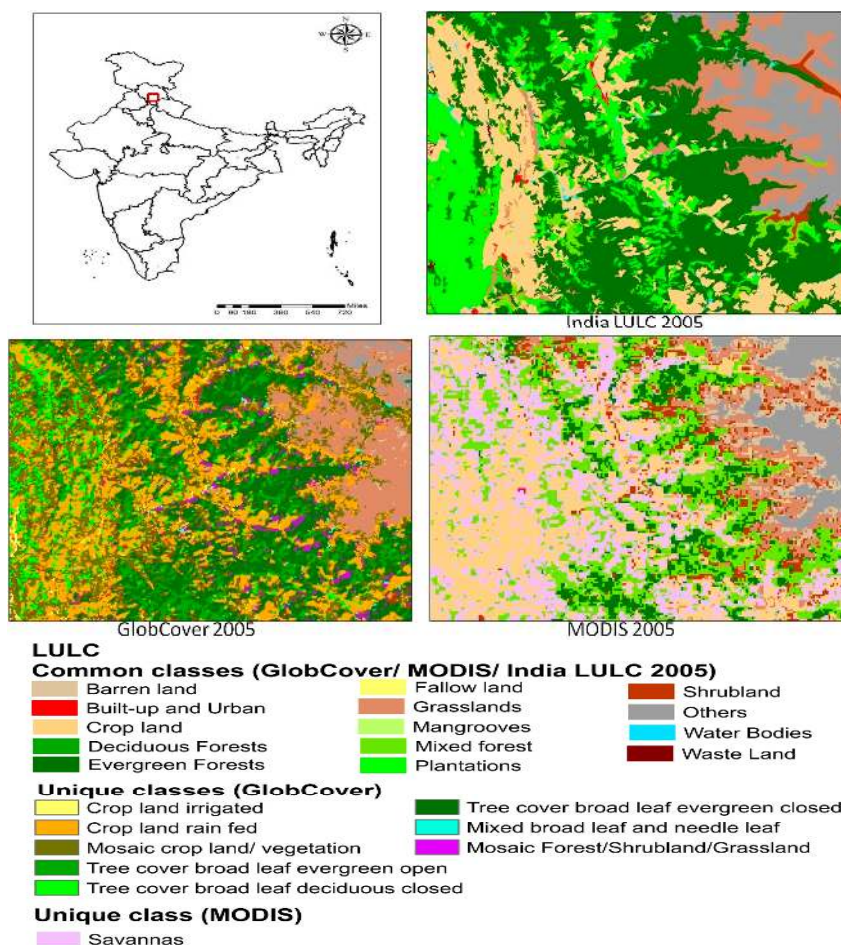 N
W E
S
0 90 180 360 540 720
Miles
India LULC 2005
GlobCover 2005
MODIS 2005
LULC
Common classes (GlobCover/ MODIS/ India LULC 2005)
Barren land
Built-up and Urban
Crop land
Deciduous Forests
Evergreen Forests
Fallow land
Grasslands
Mangrooves
Mixed forest
Plantations
Shrubland
Others
Water Bodies
Waste Land
Unique classes (GlobCover)
Crop land irrigated
Crop land rain fed
Mosaic crop land/ vegetation
Tree cover broad leaf evergreen open
Tree cover broad leaf deciduous closed
Tree cover broad leaf evergreen closed
Mixed broad leaf and needle leaf
Mosaic Forest/Shrubland/Grassland
Unique class (MODIS)
Savannas